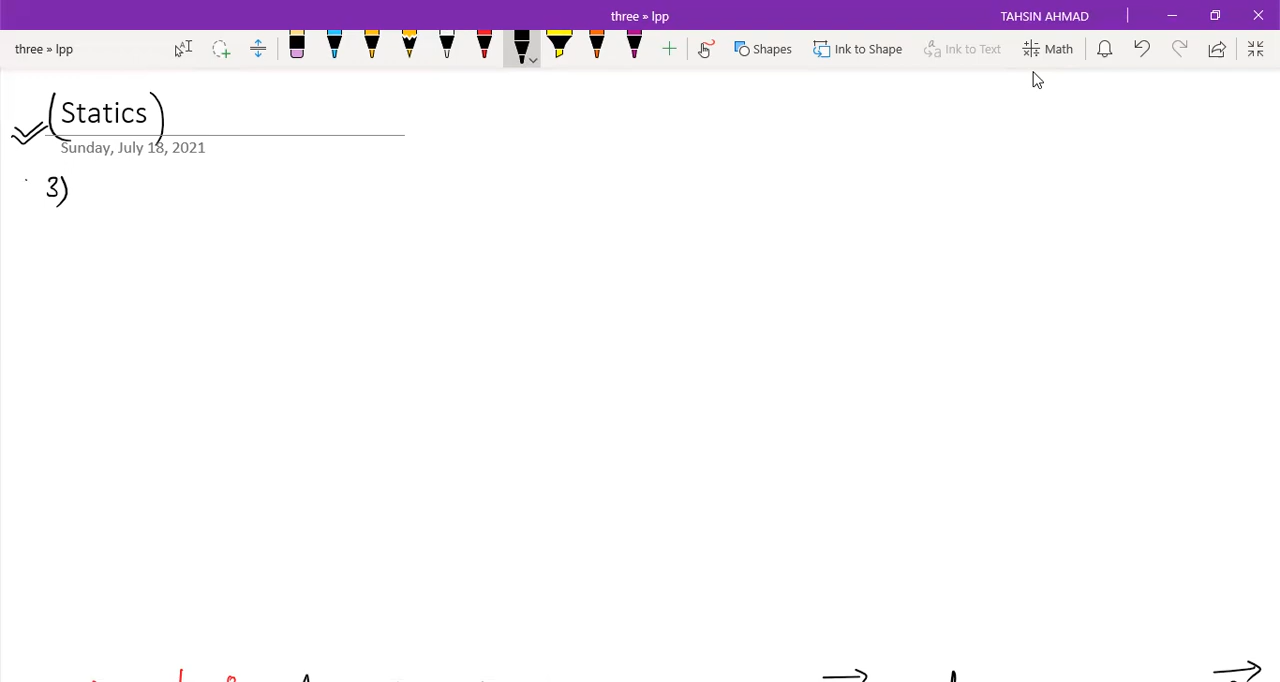 three » lpp
TAHSIN AHMAD
three » lpp
Shapes
Ink to Shape
Ink to Text
Math
(Statics)
Sunday, July 18, 2021
3)